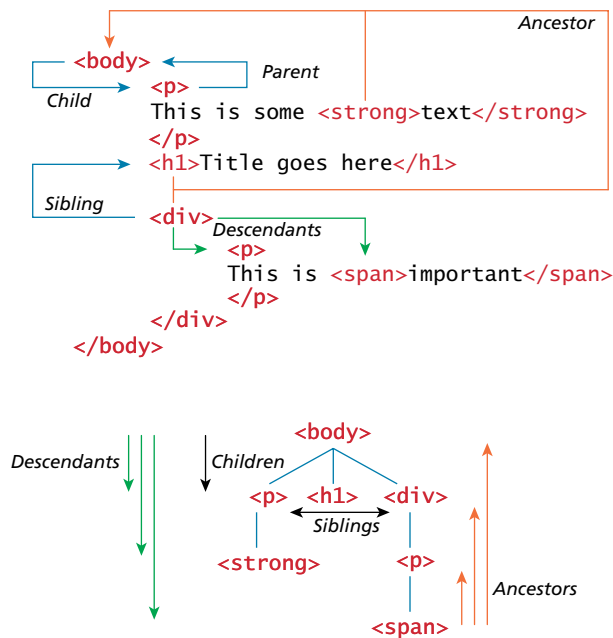 Ancestor
<body>
Parent
<p>
Child
This is some <strong>text</strong>
</p>
<h1>Title goes here</h1>
Sibling
<div>
Descendants
<p>
This is <span>important</span>
</p>
</div>
</body>
<body>
Descendants
Children
<p> <h1> <div>
Siblings
<strong> <p>
Ancestors
<span>